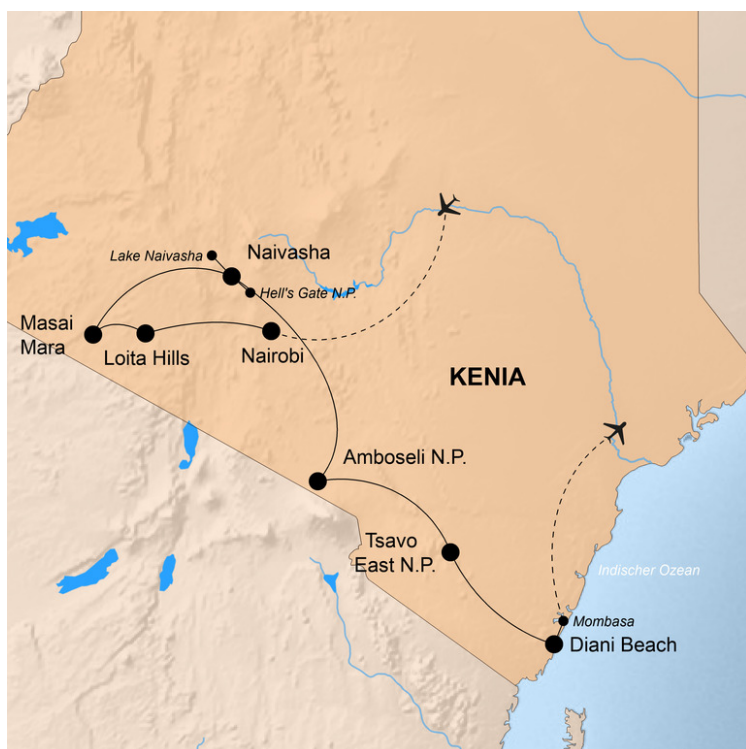 Lake Naivasha
Naivasha
Hell's Gate N.P.
Masai
Mara
Loita Hills
Nairobi
KENIA
Amboseli N.P.
Tsavo
East N.P.
Indischer Ozean
Mombasa
Diani Beach